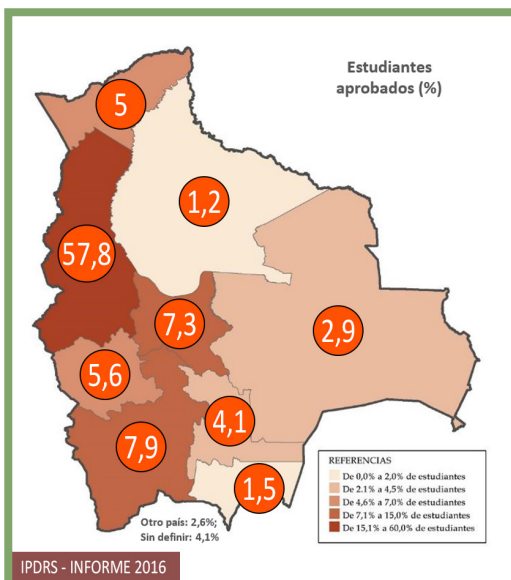 Estudiantes
aprobados (%)
5
1,2
57,8
7,3
2,9
5,6
4,1
7,9
1,5
REFERENCIAS
De 0,0% a 2,0% de estudiantes
De 2.1% a 4,5% de estudiantes
De 4,6% a 7,0% de estudiantes
De 7,1% a 15,0% de estudiantes
De 15,1% a 60,0% de estudiantes
Otro país: 2,6%;
Sin definir: 4,1%
IPDRS - INFORME 2016